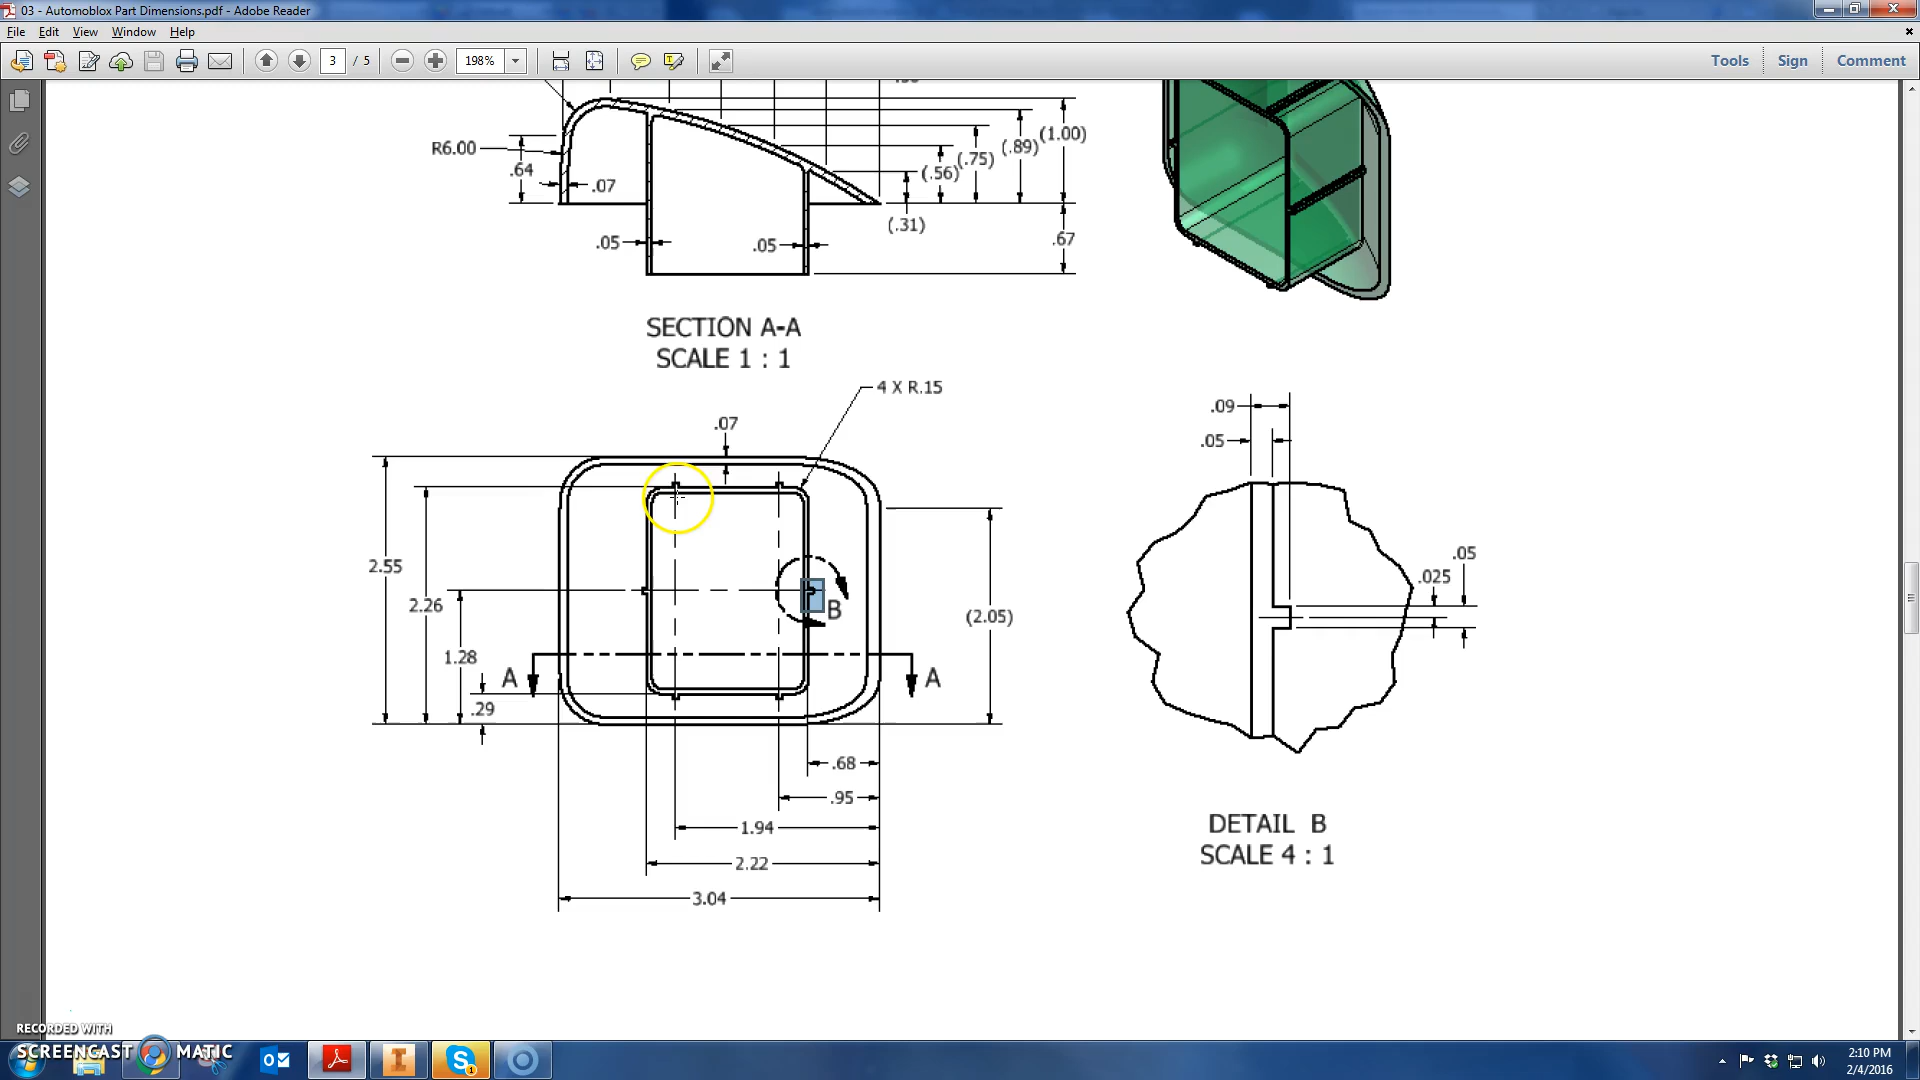 03 - Automoblox Part Dimensions.pdf - Adobe Reader
File Edit View Window Help
3 / 5 198% Tools Sign Comment
R6.00
.64
.07
(1.00)
(.89)
(.75)
(.56)
(.31)
.67
.05
.05
SECTION A-A
SCALE 1 : 1
4 X R.15
.07
2.55
2.26
1.28
.29
A
A
B
(2.05)
.68
.95
1.94
2.22
3.04
.09
.05
.05
.025
DETAIL B
SCALE 4 : 1
RECORDED WITH
SCREENCAST MATIC
2:10 PM
2/4/2016